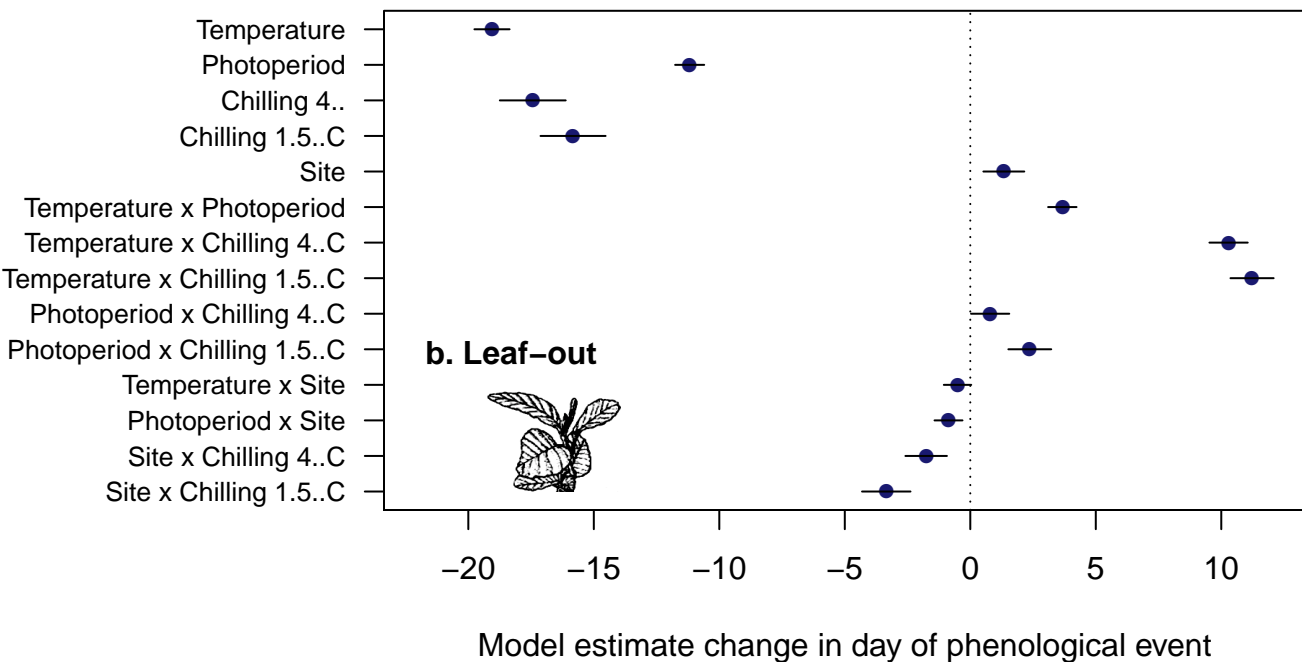 Temperature
Photoperiod
Chilling 4..
Chilling 1.5..C
Site
Temperature x Photoperiod
Temperature x Chilling 4..C
Temperature x Chilling 1.5..C
Photoperiod x Chilling 4..C
Photoperiod x Chilling 1.5..C
b. Leaf−out
Temperature x Site
Photoperiod x Site
Site x Chilling 4..C
Site x Chilling 1.5..C
−20 −15 −10 −5 0 5 10
Model estimate change in day of phenological event